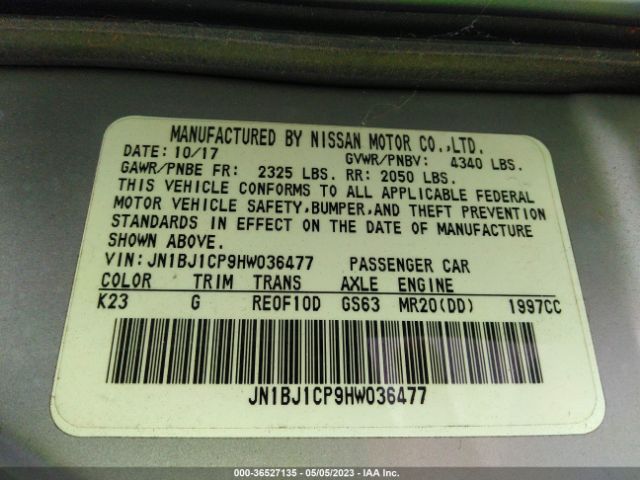 MANUFACTURED BY NISSAN MOTOR CO.,LTD.
DATE: 10/17 GVWR/PNBV: 4340 LBS.
GAWR/PNBE FR: 2325 LBS. RR: 2050 LBS.
THIS VEHICLE CONFORMS TO ALL APPLICABLE FEDERAL
MOTOR VEHICLE SAFETY,BUMPER,AND THEFT PREVENTION
STANDARDS IN EFFECT ON THE DATE OF MANUFACTURE
SHOWN ABOVE.
VIN:JN1BJ1CP9HW036477 PASSENGER CAR
COLOR TRIM TRANS AXLE ENGINE
K23 G RE0F10D GS63 MR20(DD) 1997CC
JN1BJ1CP9HW036477
000-36527135 - 05/05/2023 - IAA Inc.